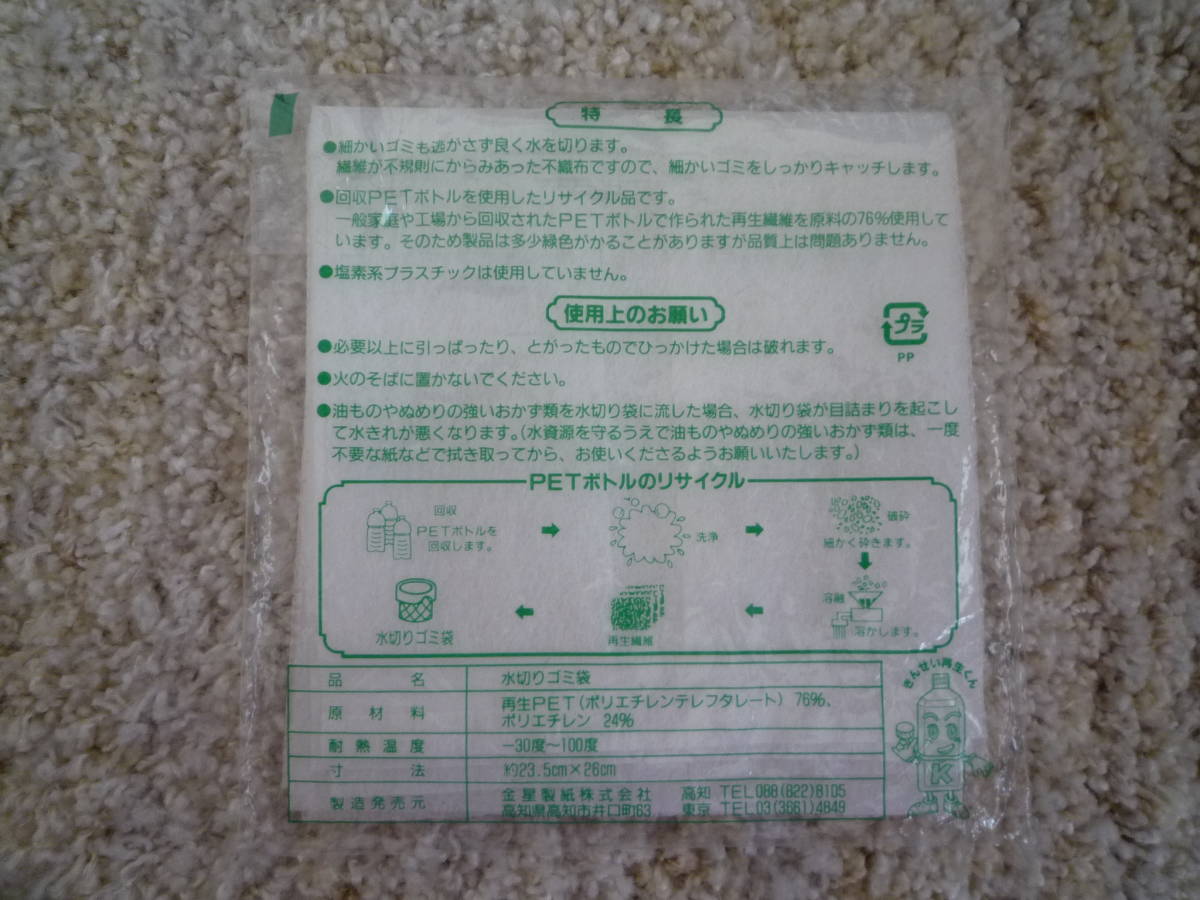 特長
●細かいゴミも逃がさず良く水を切ります。
繊維が不規則にからみあった不織布ですので、細かいゴミをしっかりキャッチします。
●回収PETボトルを使用したリサイクル品です。
一般家庭や工場から回収されたPETボトルで作られた再生繊維を原料の76%使用して
います。そのため製品は多少緑色がかることがありますが品質上は問題ありません。
●塩素系プラスチックは使用していません。
使用上のお願い
プラ
PP
●必要以上に引っぱったり、とがったものでひっかけた場合は破れます。
●火のそばに置かないでください。
●油ものやぬめりの強いおかず類を水切り袋に流した場合、水切り袋が目詰まりを起こし
て水きれが悪くなります。(水資源を守るうえで油ものやぬめりの強いおかず類は、一度
不要な紙などで拭き取ってから、お使いくださるようお願いいたします。)
PETボトルのリサイクル
回収
PETボトルを
回収します。
洗浄
破砕
細かく砕きます。
溶融
溶かします。
再生繊維
水切りゴミ袋
きんせい再生くん
K
品名 水切りゴミ袋
原材料 再生PET(ポリエチレンテレフタレート) 76%、
ポリエチレン 24%
耐熱温度 −30度〜100度
寸法 約23.5cm×26cm
製造発売元 金星製紙株式会社 高知 TEL088(822)8105
高知県高知市井口町63 東京 TEL03(3661)4849